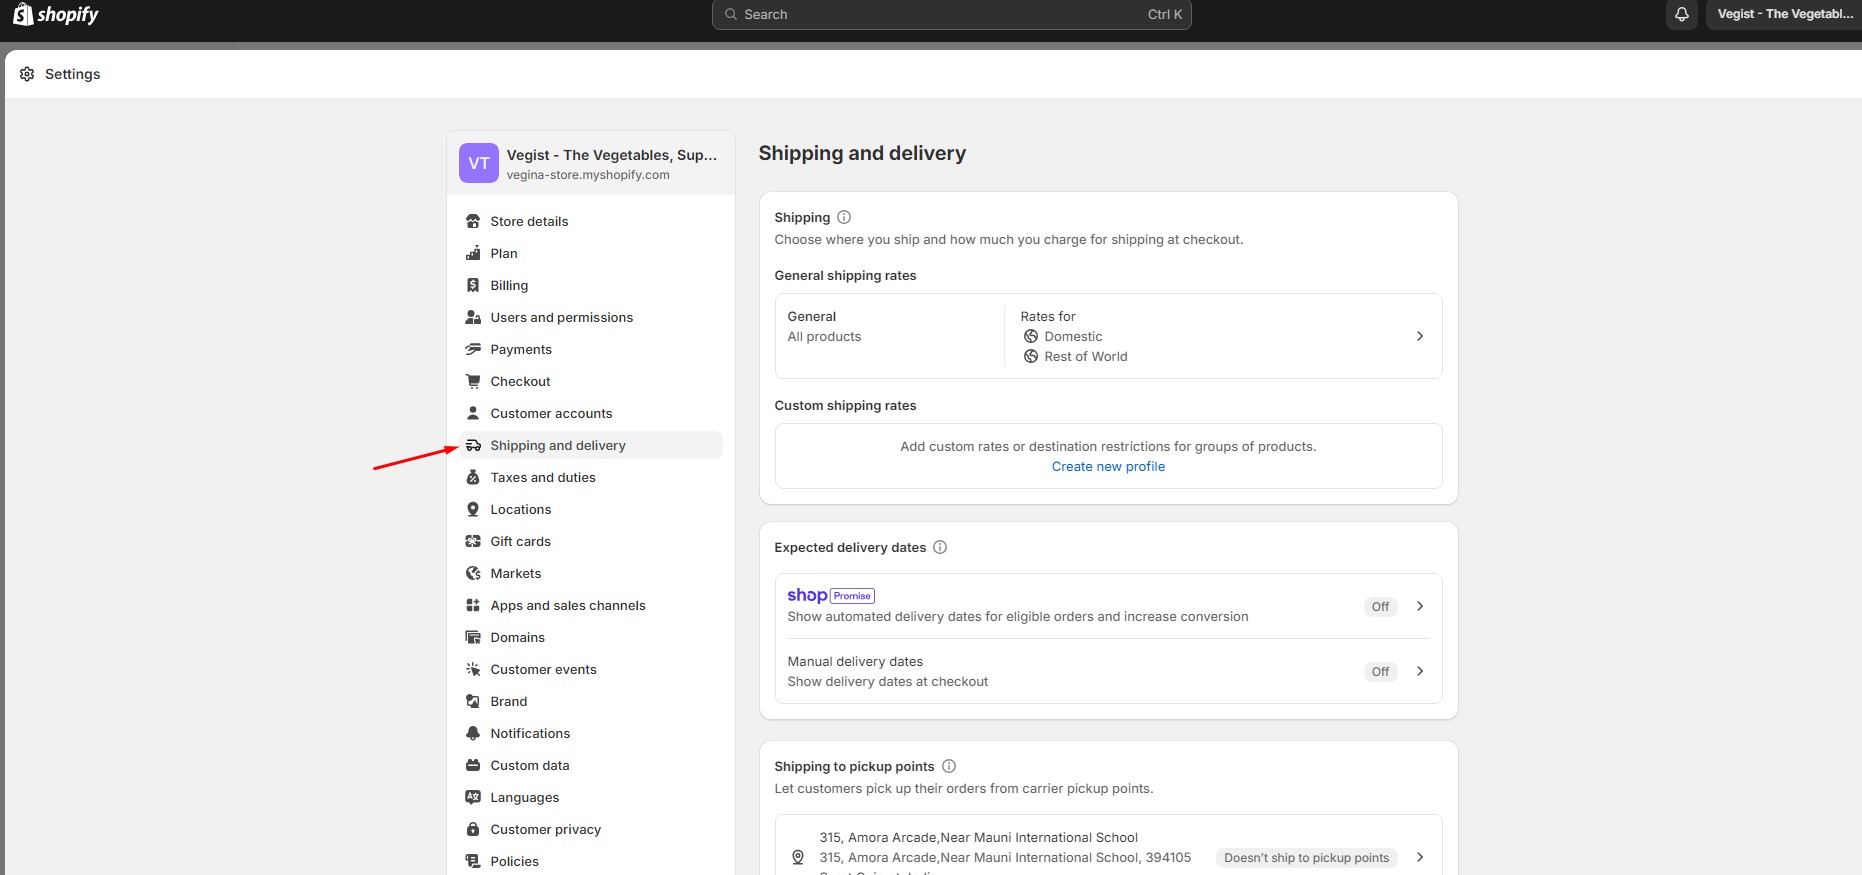 shopify
Search
Ctrl K
Vegist - The Vegetabl...
Settings
VT
Vegist - The Vegetables, Sup...
vegina-store.myshopify.com
Store details
Plan
Billing
Users and permissions
Payments
Checkout
Customer accounts
Shipping and delivery
Taxes and duties
Locations
Gift cards
Markets
Apps and sales channels
Domains
Customer events
Brand
Notifications
Custom data
Languages
Customer privacy
Policies
Shipping and delivery
Shipping
Choose where you ship and how much you charge for shipping at checkout.
General shipping rates
General
All products
Rates for
Domestic
Rest of World
Custom shipping rates
Add custom rates or destination restrictions for groups of products.
Create new profile
Expected delivery dates
shop Promise
Show automated delivery dates for eligible orders and increase conversion
Off
Manual delivery dates
Show delivery dates at checkout
Off
Shipping to pickup points
Let customers pick up their orders from carrier pickup points.
315, Amora Arcade,Near Mauni International School
315, Amora Arcade,Near Mauni International School, 394105
Doesn't ship to pickup points